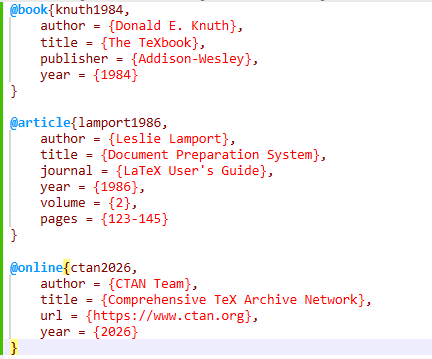 @book{knuth1984,
    author = {Donald E. Knuth},
    title = {The TeXbook},
    publisher = {Addison-Wesley},
    year = {1984}
}

@article{lamport1986,
    author = {Leslie Lamport},
    title = {Document Preparation System},
    journal = {LaTeX User's Guide},
    year = {1986},
    volume = {2},
    pages = {123-145}
}

@online{ctan2026,
    author = {CTAN Team},
    title = {Comprehensive TeX Archive Network},
    url = {https://www.ctan.org},
    year = {2026}
}